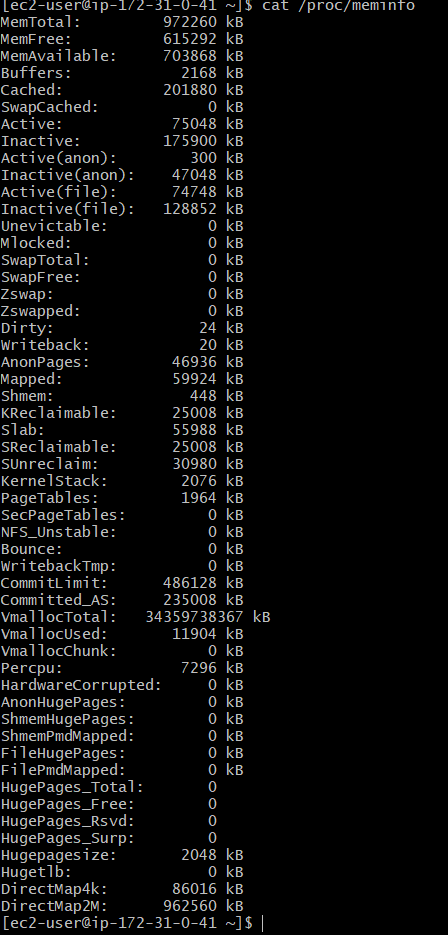 [ec2-user@ip-172-31-0-41 ~]$ cat /proc/meminfo
MemTotal:         972260 kB
MemFree:          615292 kB
MemAvailable:     703868 kB
Buffers:            2168 kB
Cached:           201880 kB
SwapCached:            0 kB
Active:            75048 kB
Inactive:         175900 kB
Active(anon):        300 kB
Inactive(anon):    47048 kB
Active(file):      74748 kB
Inactive(file):   128852 kB
Unevictable:           0 kB
Mlocked:               0 kB
SwapTotal:             0 kB
SwapFree:              0 kB
Zswap:                 0 kB
Zswapped:              0 kB
Dirty:                24 kB
Writeback:            20 kB
AnonPages:         46936 kB
Mapped:            59924 kB
Shmem:               448 kB
KReclaimable:      25008 kB
Slab:              55988 kB
SReclaimable:      25008 kB
SUnreclaim:        30980 kB
KernelStack:        2076 kB
PageTables:         1964 kB
SecPageTables:         0 kB
NFS_Unstable:          0 kB
Bounce:                0 kB
WritebackTmp:          0 kB
CommitLimit:      486128 kB
Committed_AS:     235008 kB
VmallocTotal:   34359738367 kB
VmallocUsed:       11904 kB
VmallocChunk:          0 kB
Percpu:             7296 kB
HardwareCorrupted:     0 kB
AnonHugePages:         0 kB
ShmemHugePages:        0 kB
ShmemPmdMapped:        0 kB
FileHugePages:         0 kB
FilePmdMapped:         0 kB
HugePages_Total:       0
HugePages_Free:        0
HugePages_Rsvd:        0
HugePages_Surp:        0
Hugepagesize:       2048 kB
Hugetlb:               0 kB
DirectMap4k:       86016 kB
DirectMap2M:      962560 kB
[ec2-user@ip-172-31-0-41 ~]$